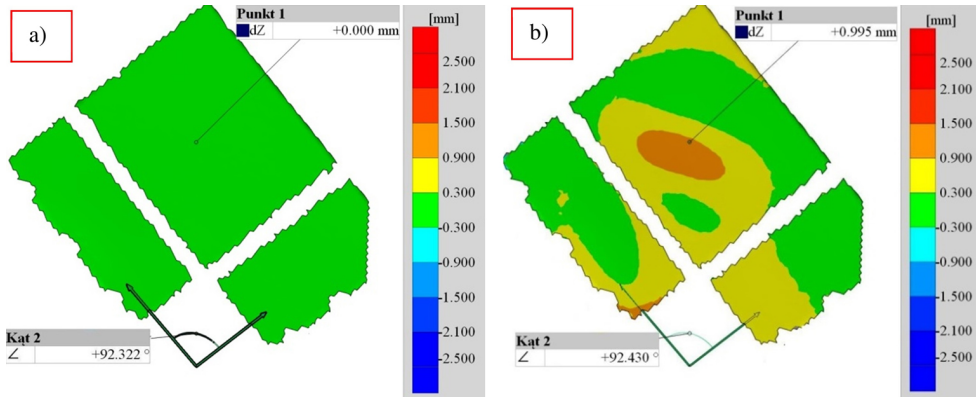 a)
Punkt 1
dZ +0.000 mm
[mm]
2.500
2.100
1.500
0.900
0.300
-0.300
-0.900
-1.500
-2.100
-2.500
Kąt 2
∠ +92.322 °
b)
Punkt 1
dZ +0.995 mm
[mm]
2.500
2.100
1.500
0.900
0.300
-0.300
-0.900
-1.500
-2.100
-2.500
Kąt 2
∠ +92.430 °